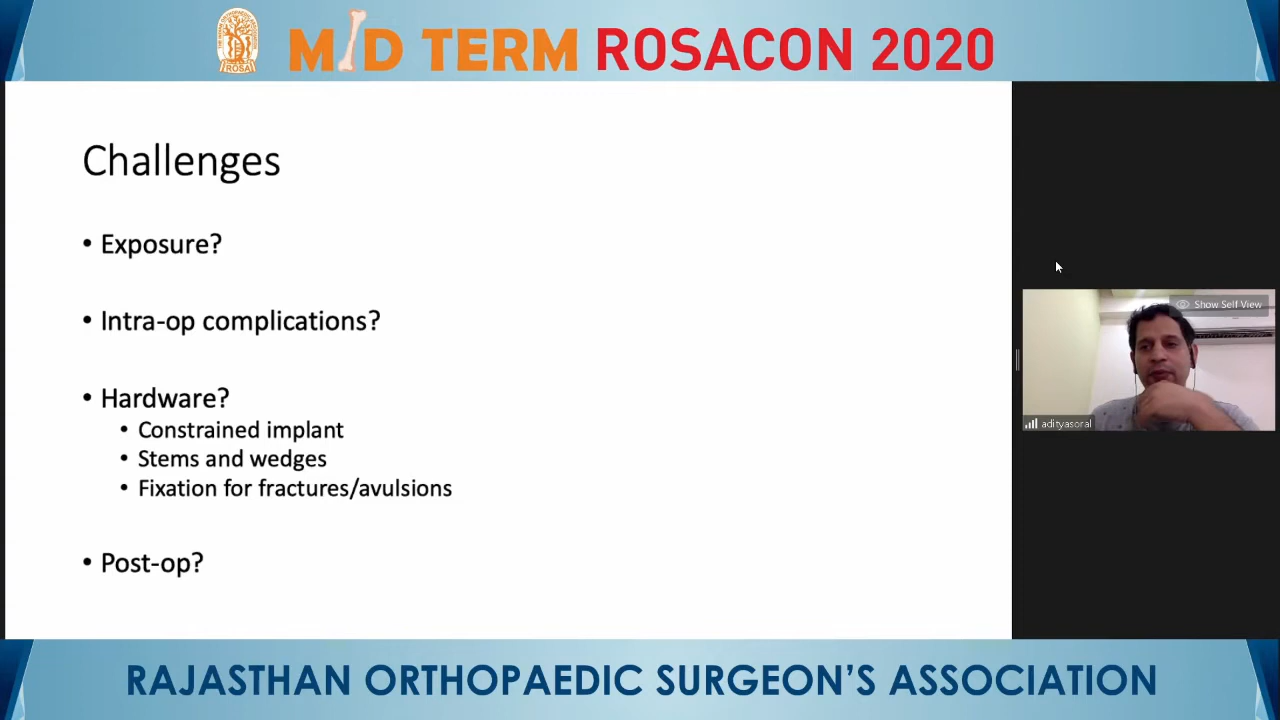 MID TERM ROSACON 2020
ROSA
Challenges
• Exposure?
• Intra-op complications?
• Hardware?
• Constrained implant
• Stems and wedges
• Fixation for fractures/avulsions
• Post-op?
Show Self View
adityasoral
RAJASTHAN ORTHOPAEDIC SURGEON'S ASSOCIATION